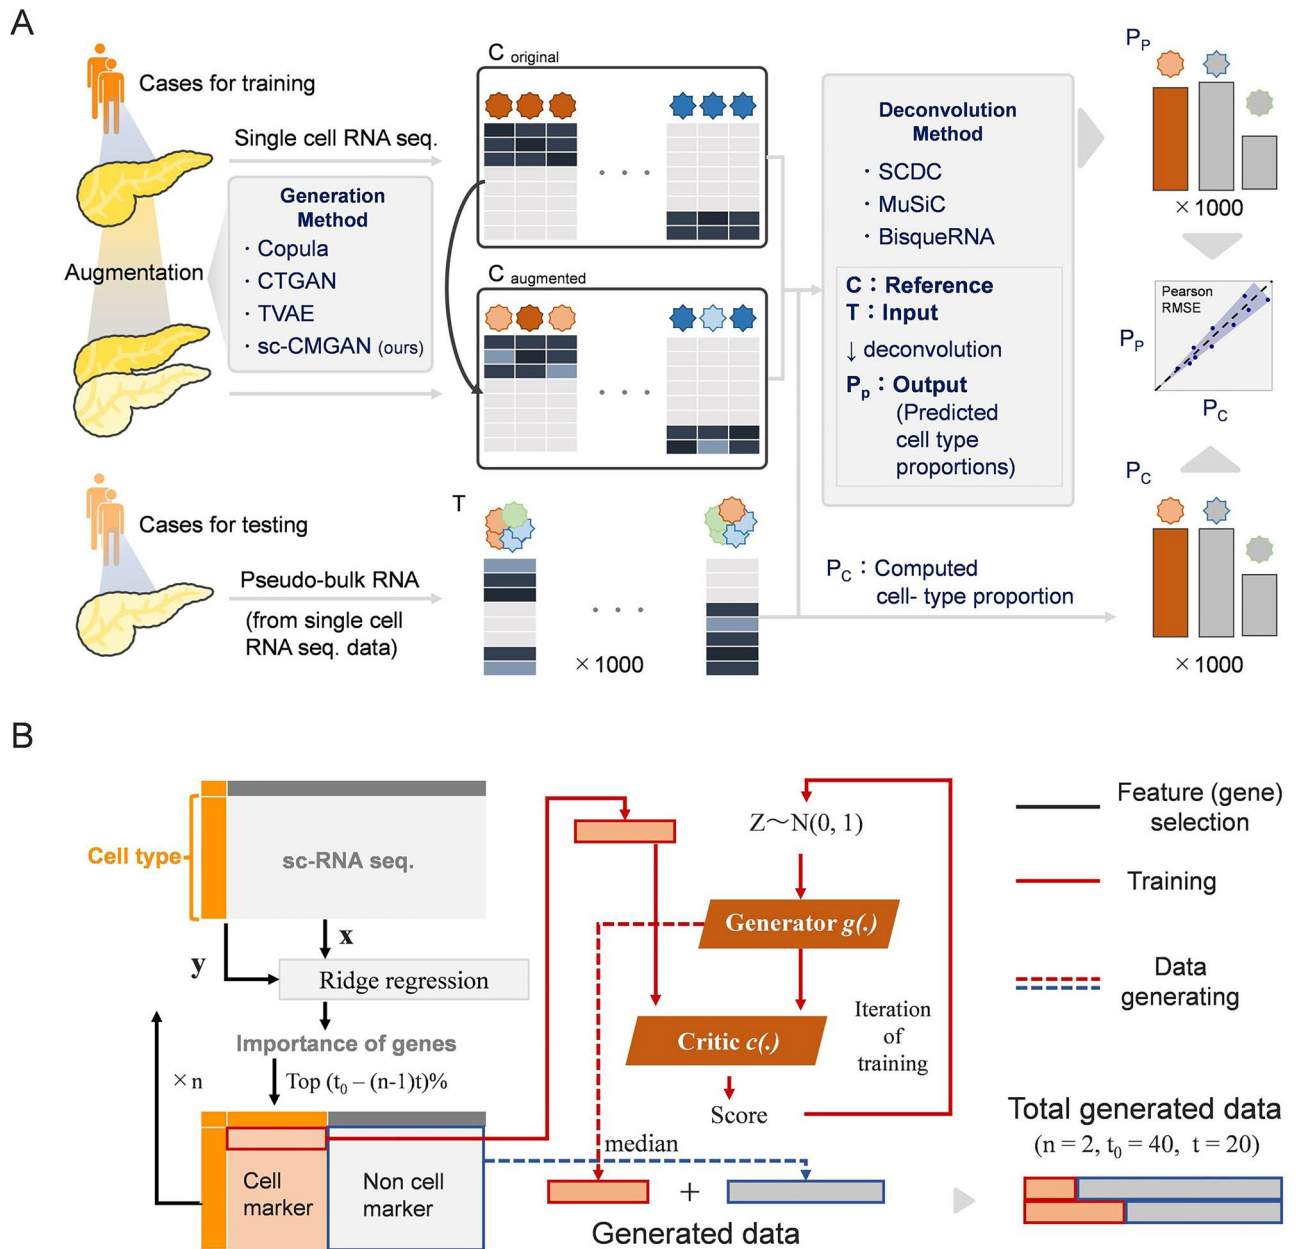 A
Cases for training
Single cell RNA seq.
Generation
Method
・Copula
・CTGAN
・TVAE
・sc-CMGAN (ours)
Augmentation
C original
C augmented
Deconvolution
Method
・SCDC
・MuSiC
・BisqueRNA
C：Reference
T：Input
↓ deconvolution
Pp：Output
(Predicted
cell type
proportions)
PP
×1000
Pearson
RMSE
PP
PC
PC
×1000
Cases for testing
Pseudo-bulk RNA
(from single cell
RNA seq. data)
T
×1000
PC：Computed
cell- type proportion
B
Cell type
sc-RNA seq.
x
y
Ridge regression
Importance of genes
×n
Top (t0 – (n-1)t)%
Cell
marker
Non cell
marker
Z～N(0, 1)
Generator g(.)
Critic c(.)
Score
Iteration
of
training
median
+
Generated data
Feature (gene)
selection
Training
Data
generating
Total generated data
(n = 2, t0 = 40, t = 20)